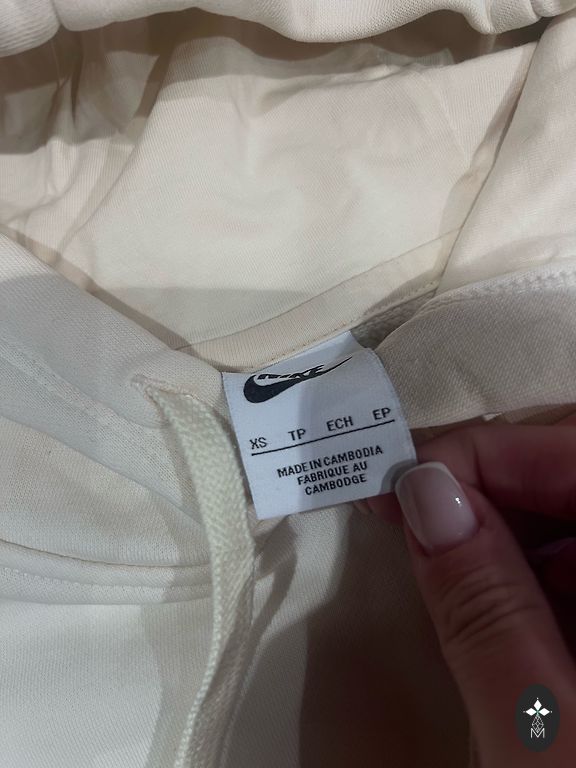 NIKE
XS TP ECH EP
MADE IN CAMBODIA
FABRIQUE AU
CAMBODGE
M